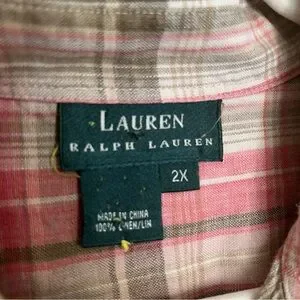 LAUREN
RALPH LAUREN
2X
MADE IN CHINA
100% LINEN/LIN